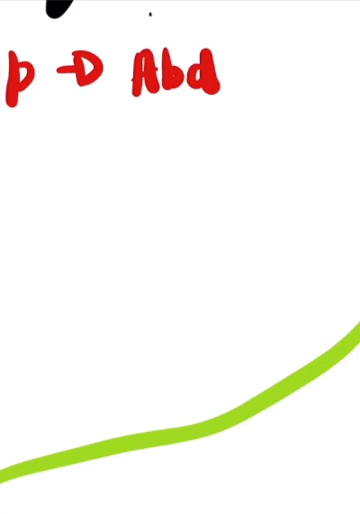 p → Abd